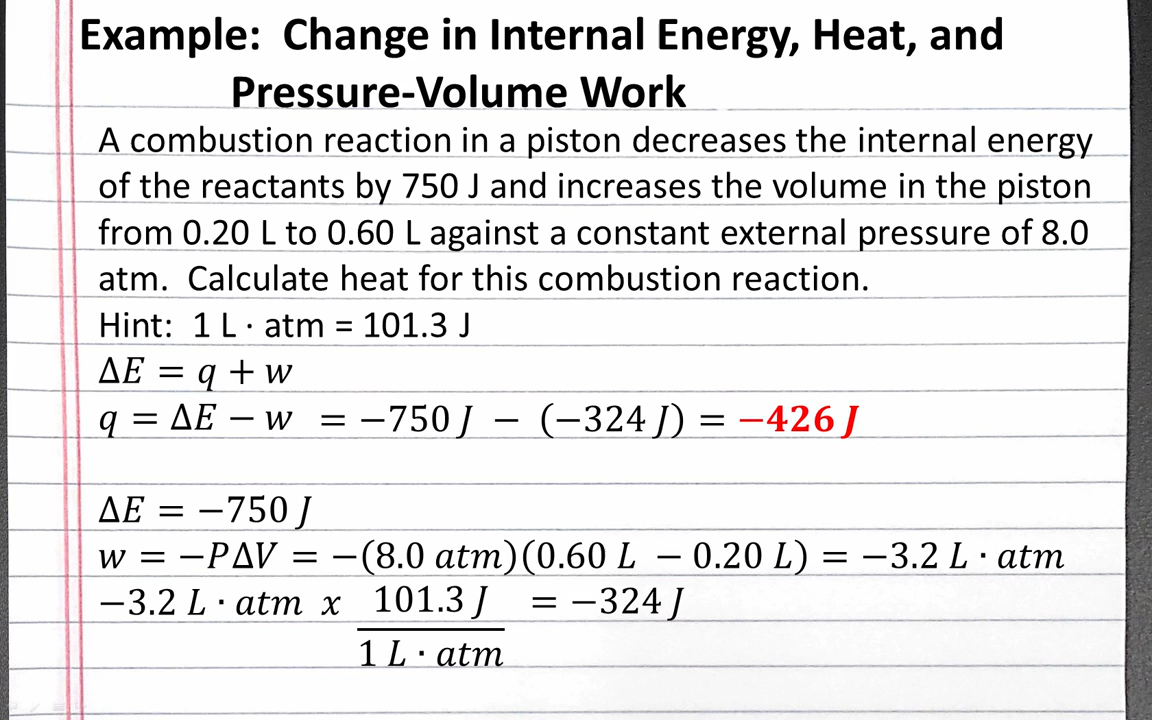 Example: Change in Internal Energy, Heat, and
Pressure-Volume Work
A combustion reaction in a piston decreases the internal energy
of the reactants by 750 J and increases the volume in the piston
from 0.20 L to 0.60 L against a constant external pressure of 8.0
atm. Calculate heat for this combustion reaction.
Hint: 1 L · atm = 101.3 J
ΔE = q + w
q = ΔE − w = −750 J − (−324 J) = −426 J
ΔE = −750 J
w = −PΔV = −(8.0 atm)(0.60 L − 0.20 L) = −3.2 L · atm
−3.2 L · atm x 101.3 J = −324 J
1 L · atm